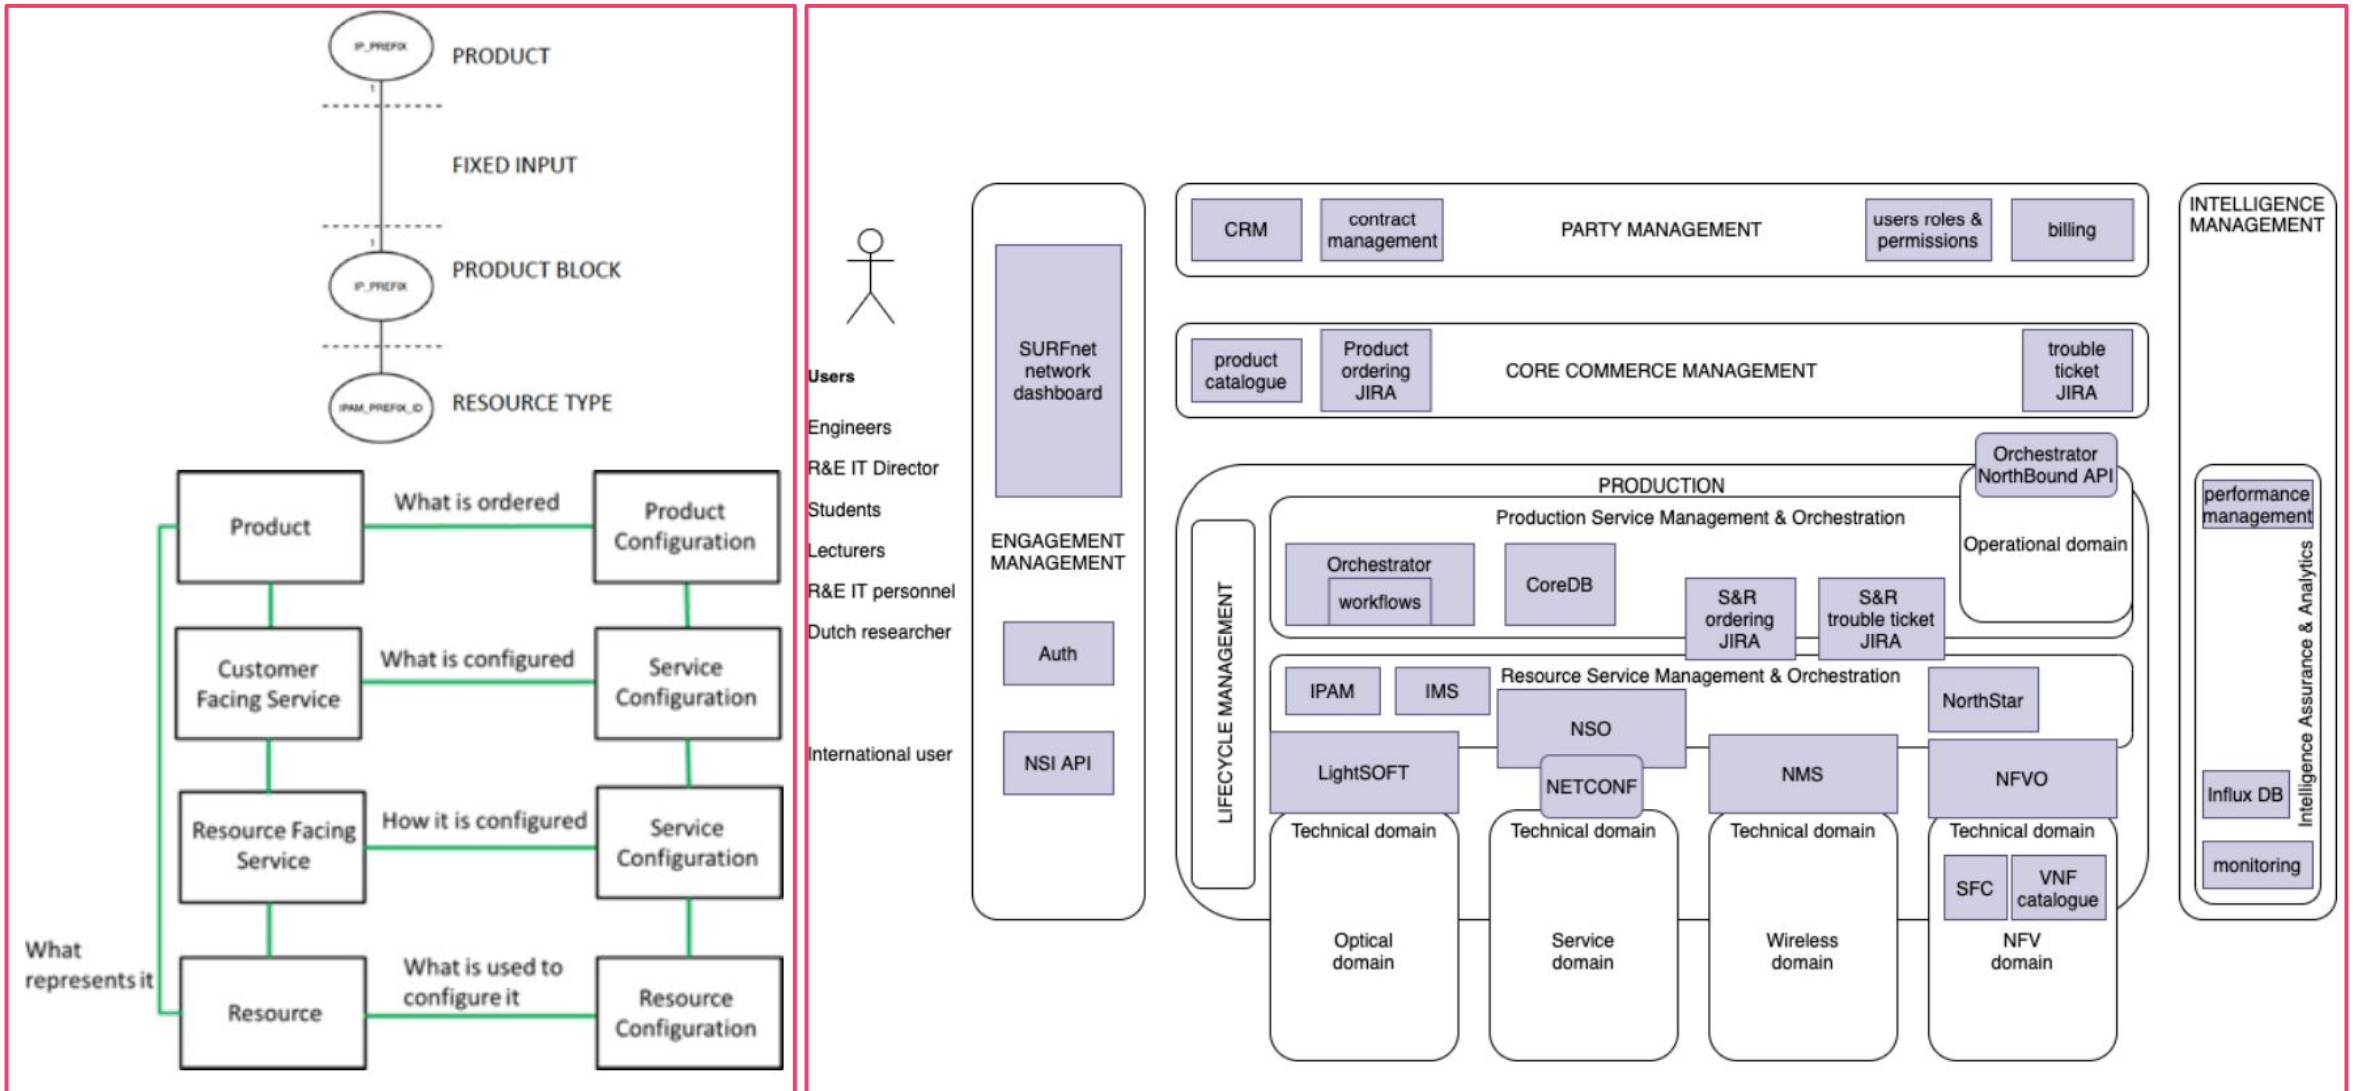 IP_PREFIX
PRODUCT
1
FIXED INPUT
1
IP_PREFIX
PRODUCT BLOCK
IPAM_PREFIX_ID
RESOURCE TYPE
Product
What is ordered
Product
Configuration
Customer
Facing Service
What is configured
Service
Configuration
Resource Facing
Service
How it is configured
Service
Configuration
What
represents it
Resource
What is used to
configure it
Resource
Configuration
Users
Engineers
R&E IT Director
Students
Lecturers
R&E IT personnel
Dutch researcher
International user
SURFnet
network
dashboard
ENGAGEMENT
MANAGEMENT
Auth
NSI API
CRM
contract
management
PARTY MANAGEMENT
users roles &
permissions
billing
product
catalogue
Product
ordering
JIRA
CORE COMMERCE MANAGEMENT
trouble
ticket
JIRA
Orchestrator
NorthBound API
PRODUCTION
Production Service Management & Orchestration
Operational domain
LIFECYCLE MANAGEMENT
Orchestrator
workflows
CoreDB
S&R
ordering
JIRA
S&R
trouble ticket
JIRA
Resource Service Management & Orchestration
IPAM
IMS
NSO
NorthStar
LightSOFT
NETCONF
NMS
NFVO
Technical domain
Technical domain
Technical domain
Technical domain
SFC
VNF
catalogue
Optical
domain
Service
domain
Wireless
domain
NFV
domain
INTELLIGENCE
MANAGEMENT
performance
management
Intelligence Assurance & Analytics
Influx DB
monitoring